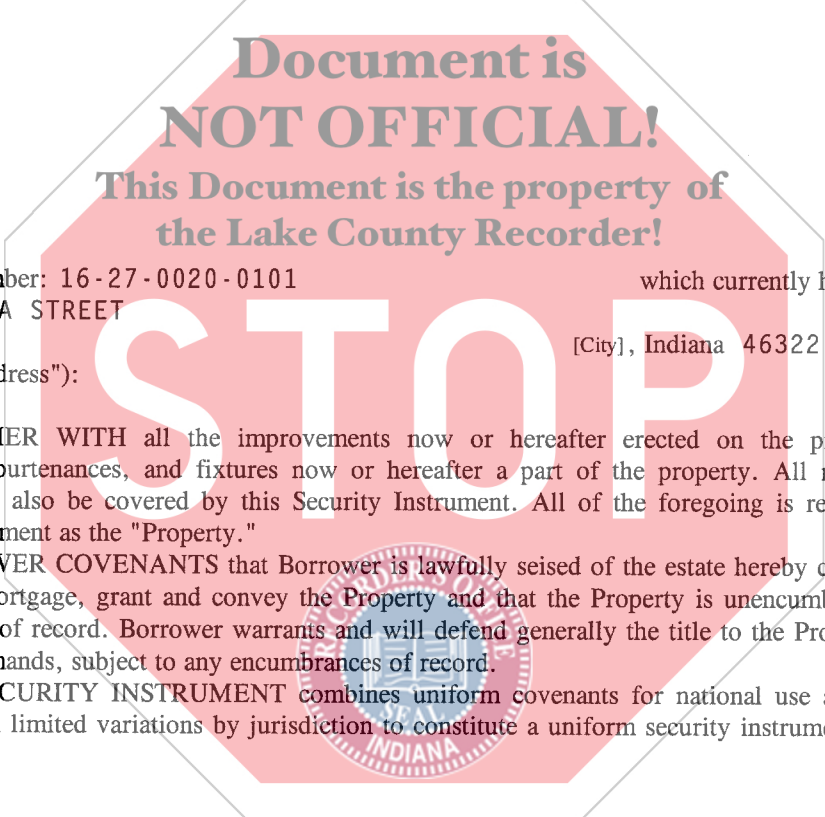 Document is
NOT OFFICIAL!
This Document is the property of
the Lake County Recorder!
ber: 16-27-0020-0101 which currently h
A STREET
[City], Indiana 46322
dress"):
STOP
ER WITH all the improvements now or hereafter erected on the p
purtenances, and fixtures now or hereafter a part of the property. All
also be covered by this Security Instrument. All of the foregoing is re
ment as the "Property."
VER COVENANTS that Borrower is lawfully seised of the estate hereby c
ortgage, grant and convey the Property and that the Property is unencumb
of record. Borrower warrants and will defend generally the title to the Pro
ands, subject to any encumbrances of record.
CURITY INSTRUMENT combines uniform covenants for national use a
limited variations by jurisdiction to constitute a uniform security instrume
RECORDER'S OFFICE
SEAL
INDIANA